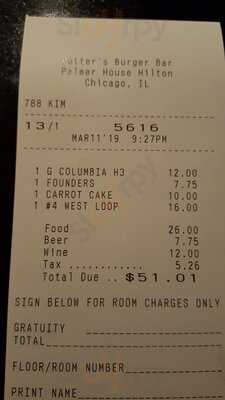 Potter's Burger Bar
Palmer House Hilton
Chicago, IL
788 KIM
13/1 5616
MAR11'19 9:27PM
1 G COLUMBIA H3 12.00
1 FOUNDERS 7.75
1 CARROT CAKE 10.00
1 #4 WEST LOOP 16.00
Food 26.00
Beer 7.75
Wine 12.00
Tax ............ 5.26
Total Due .. $51.01
SIGN BELOW FOR ROOM CHARGES ONLY
GRATUITY
TOTAL
FLOOR/ROOM NUMBER
PRINT NAME